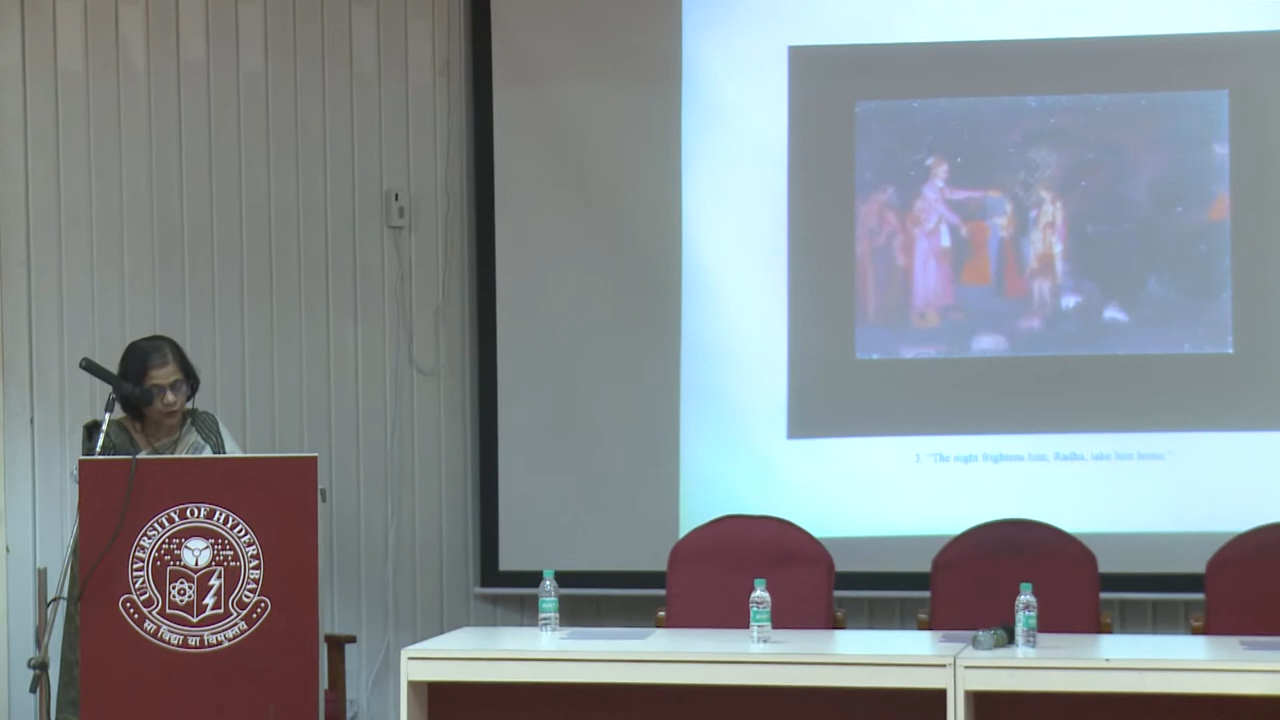 3. "The night frightens him, Radha, take him home."
UNIVERSITY OF HYDERABAD
सा विद्या या विमुक्तये